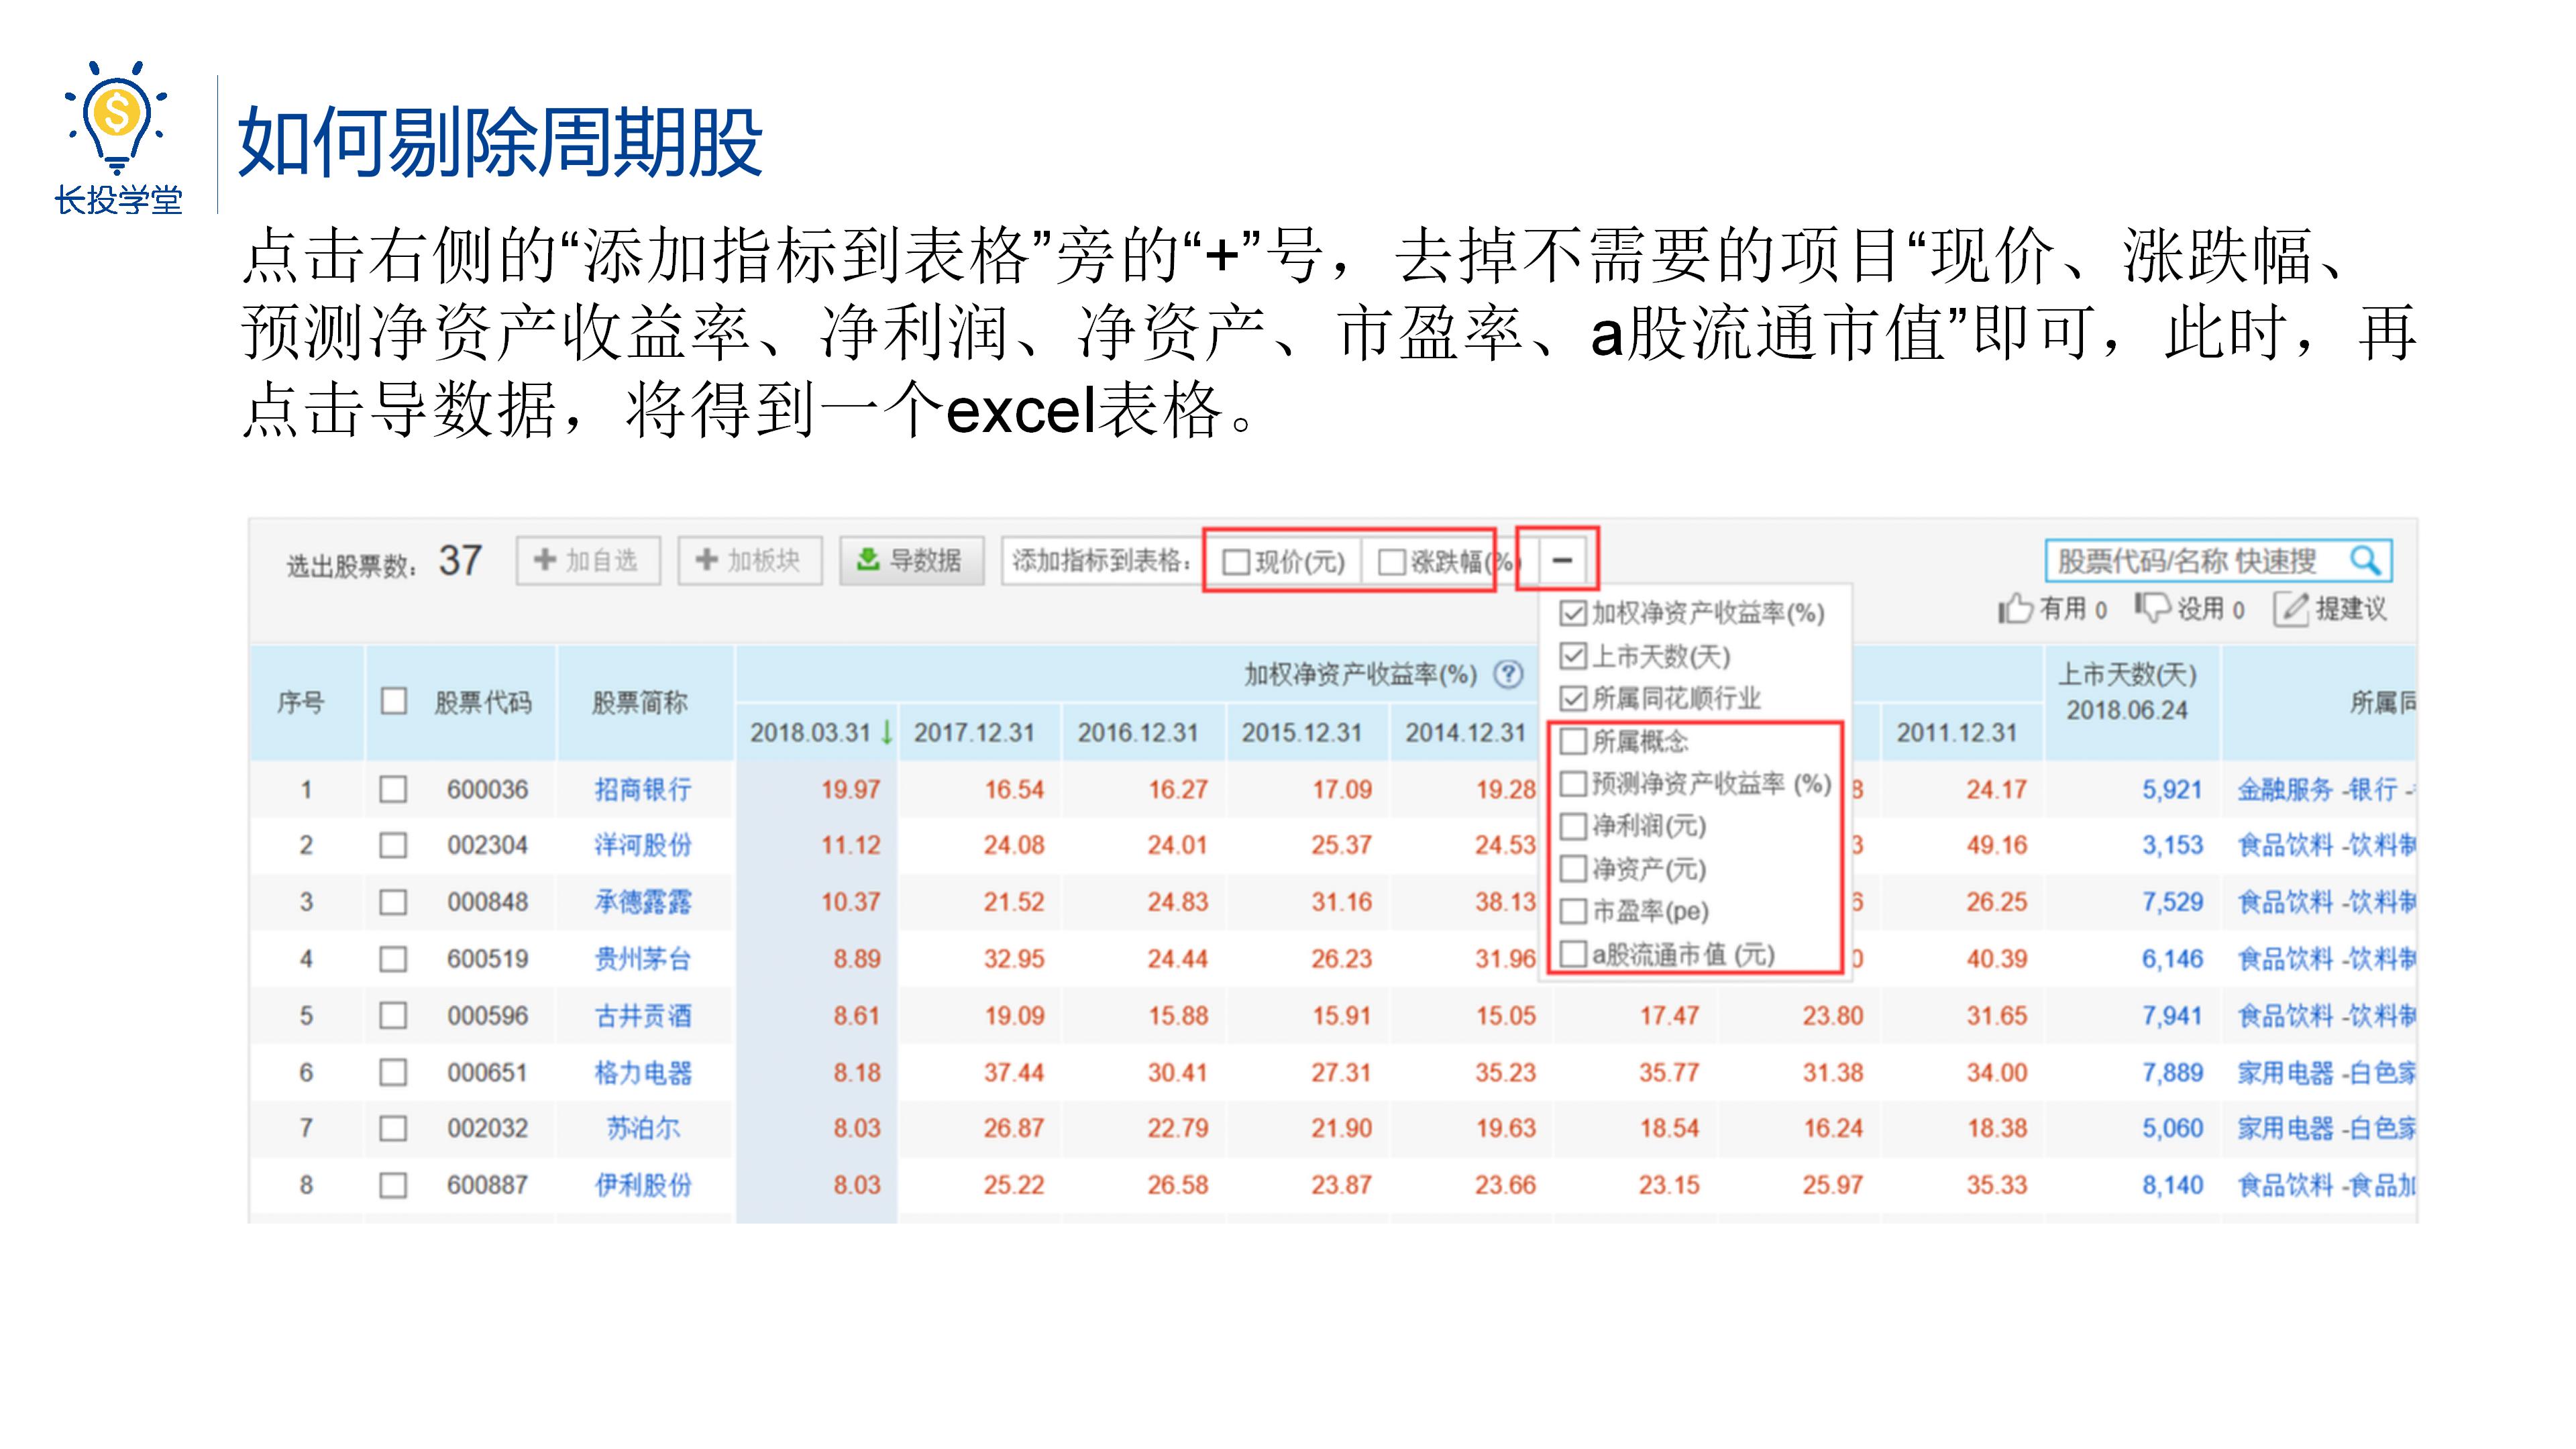 长投学堂
如何剔除周期股
点击右侧的“添加指标到表格”旁的“+”号，去掉不需要的项目“现价、涨跌幅、
预测净资产收益率、净利润、净资产、市盈率、a股流通市值”即可，此时，再
点击导数据，将得到一个excel表格。
选出股票数： 37 + 加自选 + 加板块 导数据 添加指标到表格： 现价(元) 涨跌幅(%) − 股票代码/名称 快速搜
有用 0 没用 0 提建议
加权净资产收益率(%)
上市天数(天)
所属同花顺行业
所属概念
预测净资产收益率 (%)
净利润(元)
净资产(元)
市盈率(pe)
a股流通市值 (元)
序号 股票代码 股票简称 加权净资产收益率(%) ? 上市天数(天) 所属同
2018.03.31 ↓ 2017.12.31 2016.12.31 2015.12.31 2014.12.31 2011.12.31 2018.06.24
1 600036 招商银行 19.97 16.54 16.27 17.09 19.28 8 24.17 5,921 金融服务 -银行 -
2 002304 洋河股份 11.12 24.08 24.01 25.37 24.53 3 49.16 3,153 食品饮料 -饮料制
3 000848 承德露露 10.37 21.52 24.83 31.16 38.13 6 26.25 7,529 食品饮料 -饮料制
4 600519 贵州茅台 8.89 32.95 24.44 26.23 31.96 0 40.39 6,146 食品饮料 -饮料制
5 000596 古井贡酒 8.61 19.09 15.88 15.91 15.05 17.47 23.80 31.65 7,941 食品饮料 -饮料制
6 000651 格力电器 8.18 37.44 30.41 27.31 35.23 35.77 31.38 34.00 7,889 家用电器 -白色家
7 002032 苏泊尔 8.03 26.87 22.79 21.90 19.63 18.54 16.24 18.38 5,060 家用电器 -白色家
8 600887 伊利股份 8.03 25.22 26.58 23.87 23.66 23.15 25.97 35.33 8,140 食品饮料 -食品加